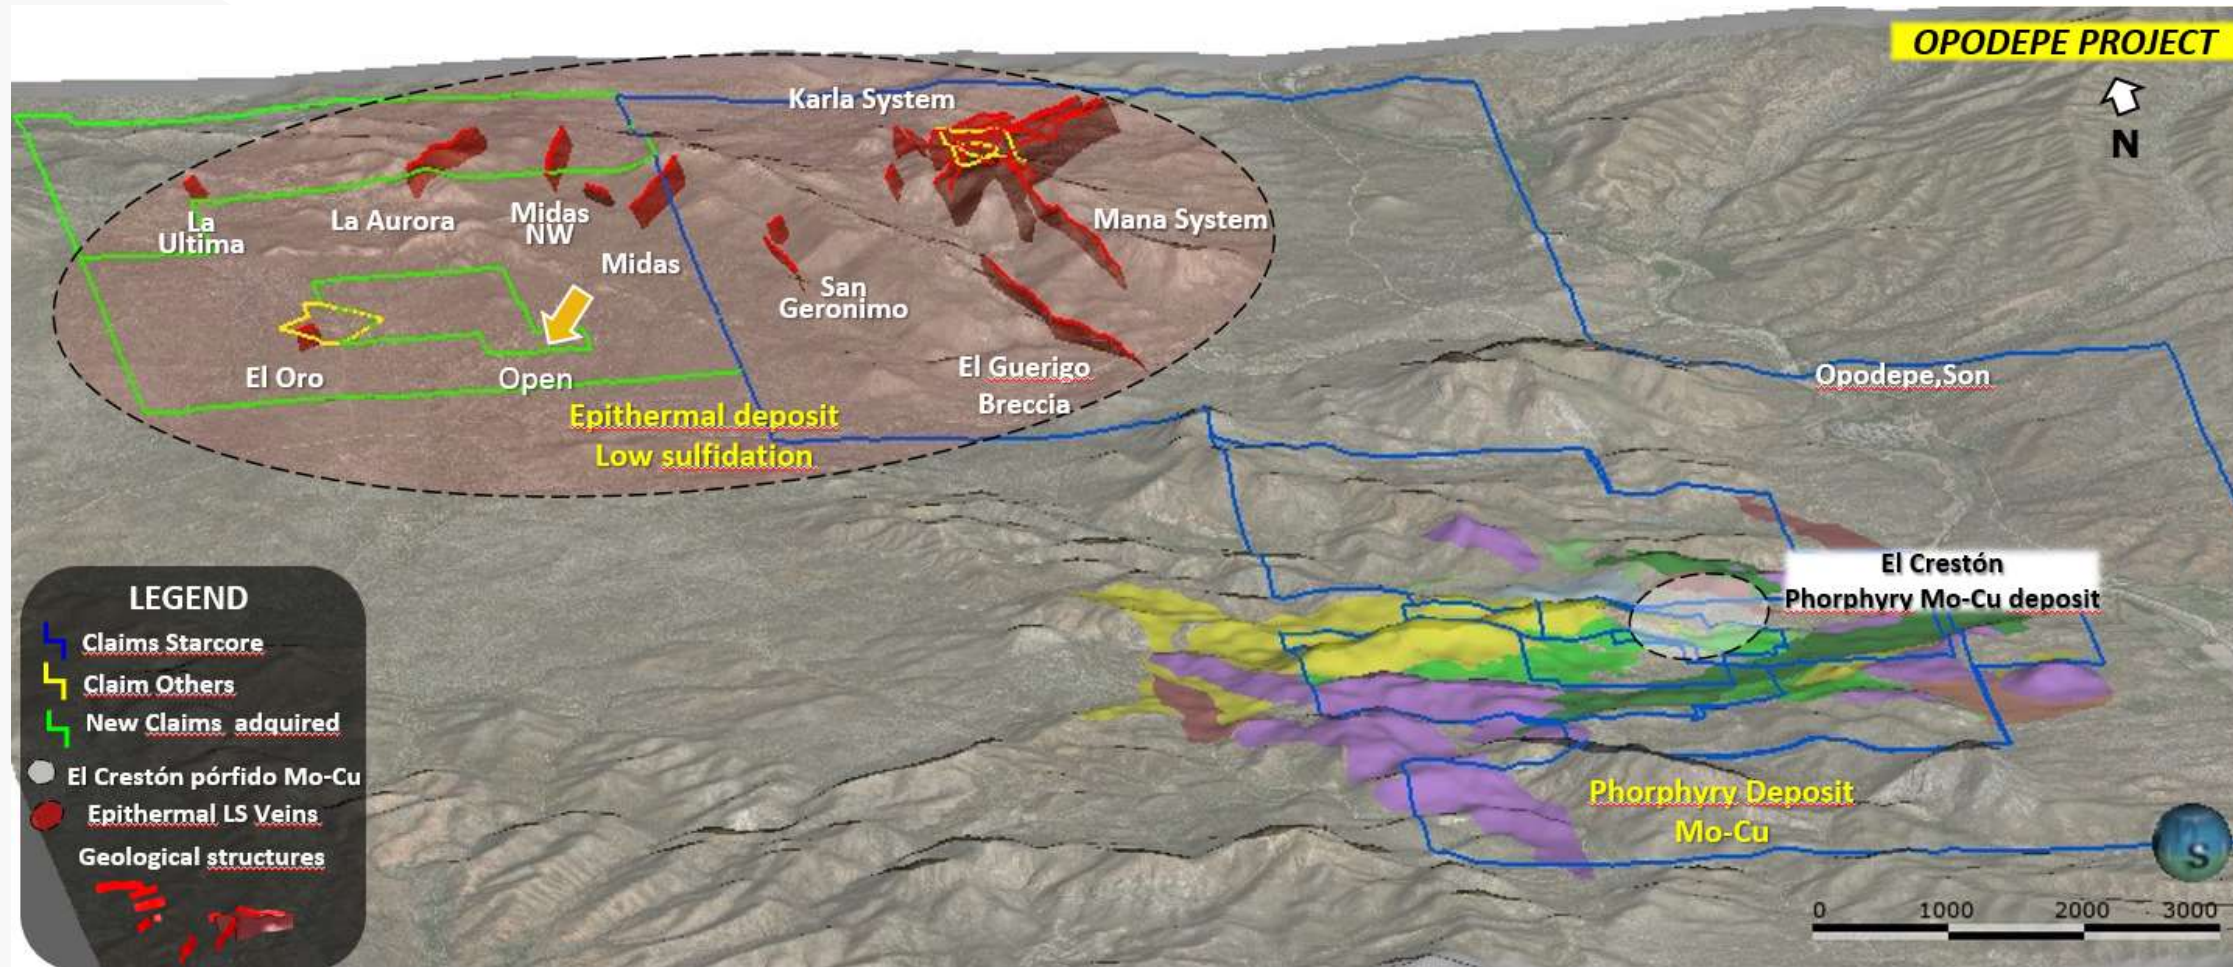 OPODEPE PROJECT
N
Karla System
La
Ultima
La Aurora
Midas
NW
Midas
Mana System
San
Geronimo
El Oro
Open
El Guerigo
Breccia
Epithermal deposit
Low sulfidation
Opodepe,Son
El Crestón
Phorphyry Mo-Cu deposit
LEGEND
Claims Starcore
Claim Others
New Claims adquired
El Crestón pórfido Mo-Cu
Epithermal LS Veins
Geological structures
Phorphyry Deposit
Mo-Cu
S
0 1000 2000 3000